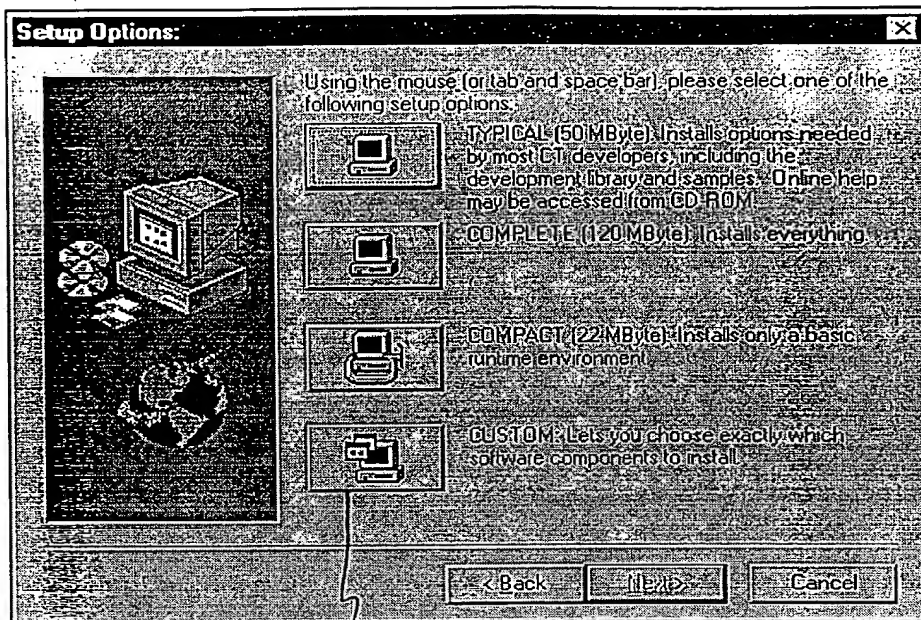 Setup Options:
Using the mouse (or tab and space bar), please select one of the
following setup options:
TYPICAL (50 MByte): Installs options needed
by most CT developers, including the
development library and samples. Online help
may be accessed from CD-ROM.
COMPLETE (120 MByte): Installs everything.
COMPACT (22 MByte): Installs only a basic
runtime environment.
CUSTOM: Lets you choose exactly which
software components to install.
< Back
Next >
Cancel